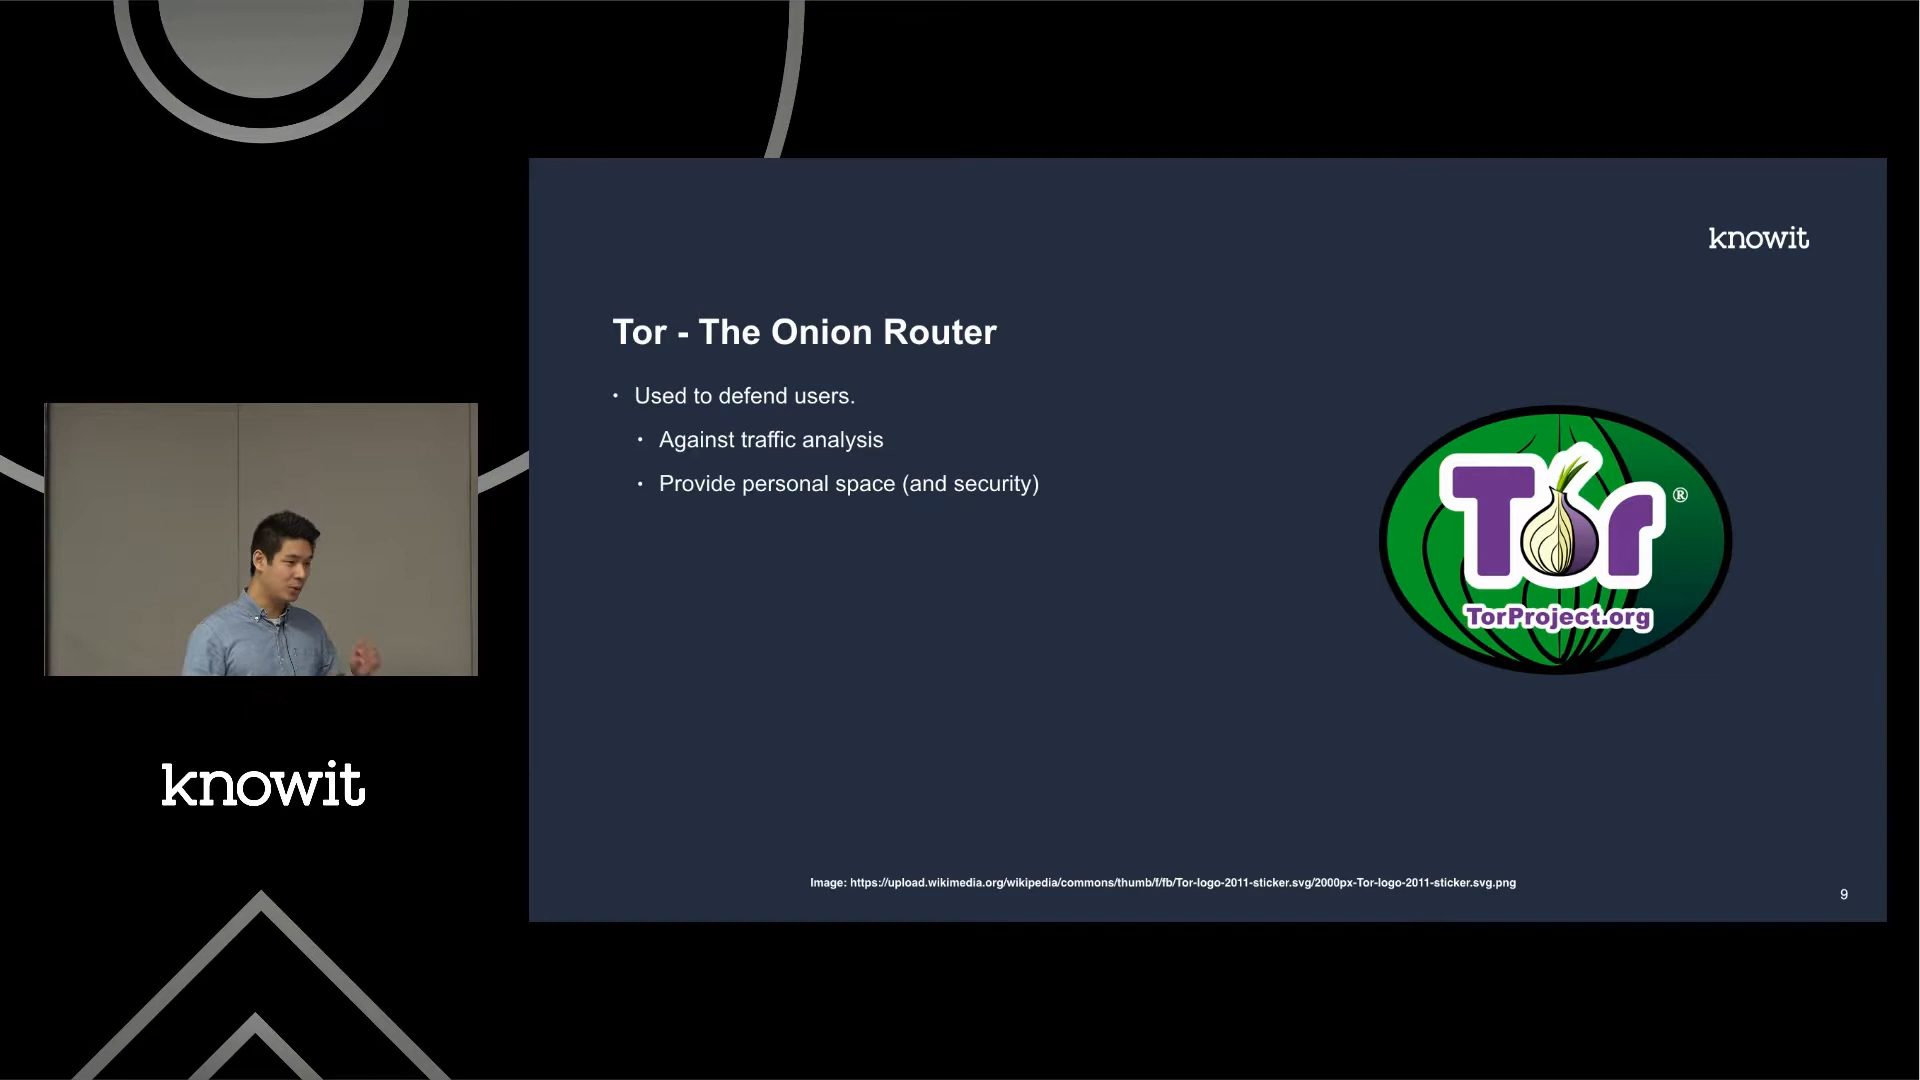 knowit
Tor - The Onion Router
• Used to defend users.
• Against traffic analysis
• Provide personal space (and security)
Tor®
TorProject.org
knowit
Image: https://upload.wikimedia.org/wikipedia/commons/thumb/f/fb/Tor-logo-2011-sticker.svg/2000px-Tor-logo-2011-sticker.svg.png
9